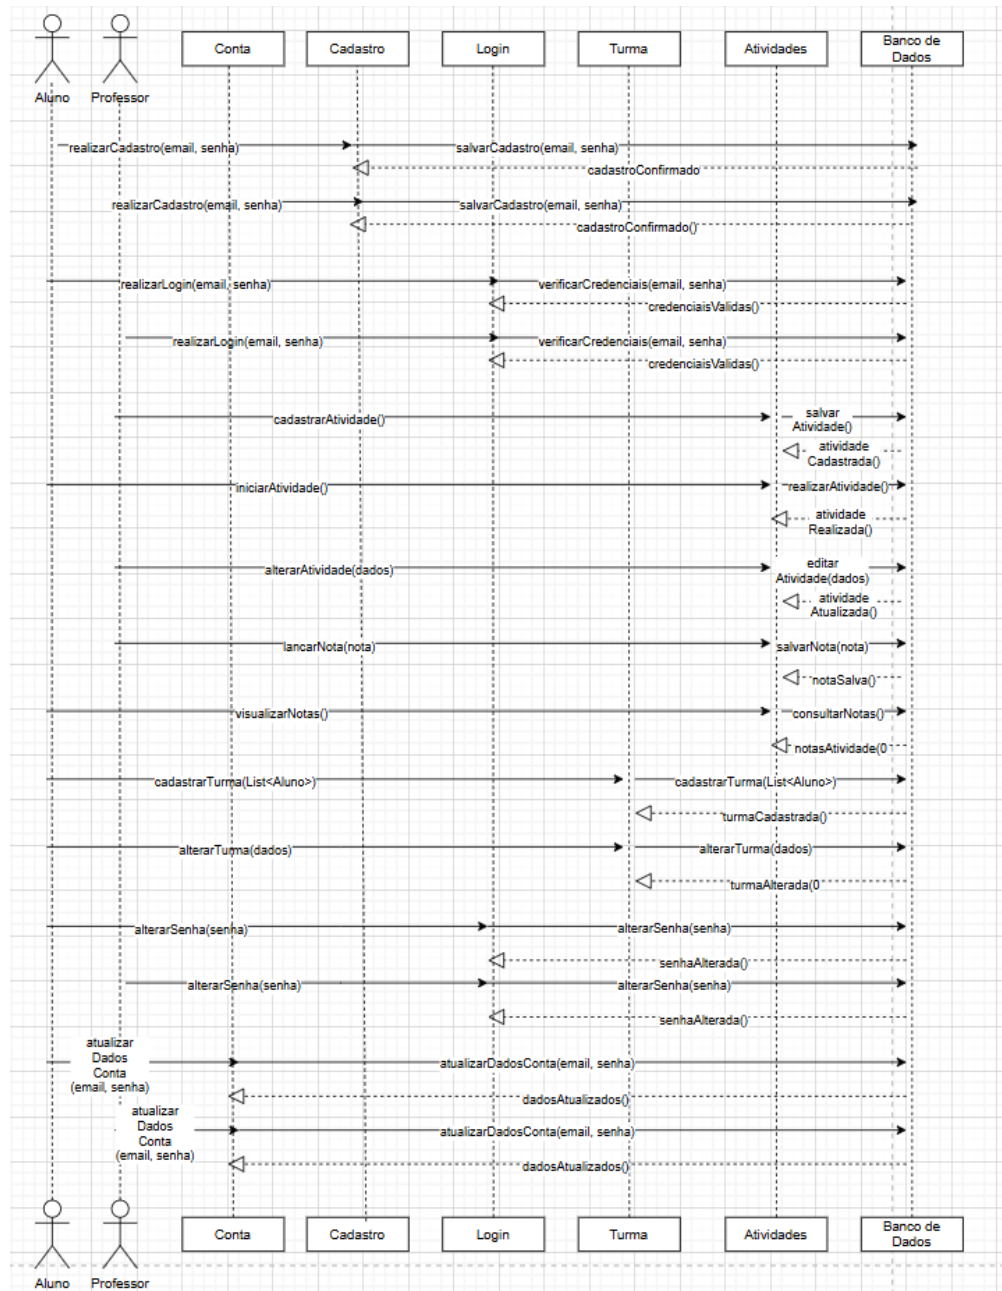 Conta
Cadastro
Login
Turma
Atividades
Banco de
Dados
Aluno
Professor
realizarCadastro(email, senha)
salvarCadastro(email, senha)
cadastroConfirmado
realizarCadastro(email, senha)
salvarCadastro(email, senha)
cadastroConfirmado()
realizarLogin(email, senha)
verificarCredenciais(email, senha)
credenciaisValidas()
realizarLogin(email, senha)
verificarCredenciais(email, senha)
credenciaisValidas()
cadastrarAtividade()
salvar
Atividade()
atividade
Cadastrada()
iniciarAtividade()
realizarAtividade()
atividade
Realizada()
alterarAtividade(dados)
editar
Atividade(dados)
atividade
Atualizada()
lancarNota(nota)
salvarNota(nota)
notaSalva()
visualizarNotas()
consultarNotas()
notasAtividade(0
cadastrarTurma(List<Aluno>)
cadastrarTurma(List<Aluno>)
turmaCadastrada()
alterarTurma(dados)
alterarTurma(dados)
turmaAlterada(0
alterarSenha(senha)
alterarSenha(senha)
senhaAlterada()
alterarSenha(senha)
alterarSenha(senha)
senhaAlterada()
atualizar
Dados
Conta
(email, senha)
atualizarDadosConta(email, senha)
dadosAtualizados()
atualizar
Dados
Conta
(email, senha)
atualizarDadosConta(email, senha)
dadosAtualizados()
Conta
Cadastro
Login
Turma
Atividades
Banco de
Dados
Aluno
Professor